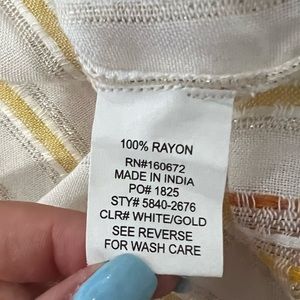 100% RAYON
RN#160672
MADE IN INDIA
PO# 1825
STY# 5840-2676
CLR# WHITE/GOLD
SEE REVERSE
FOR WASH CARE